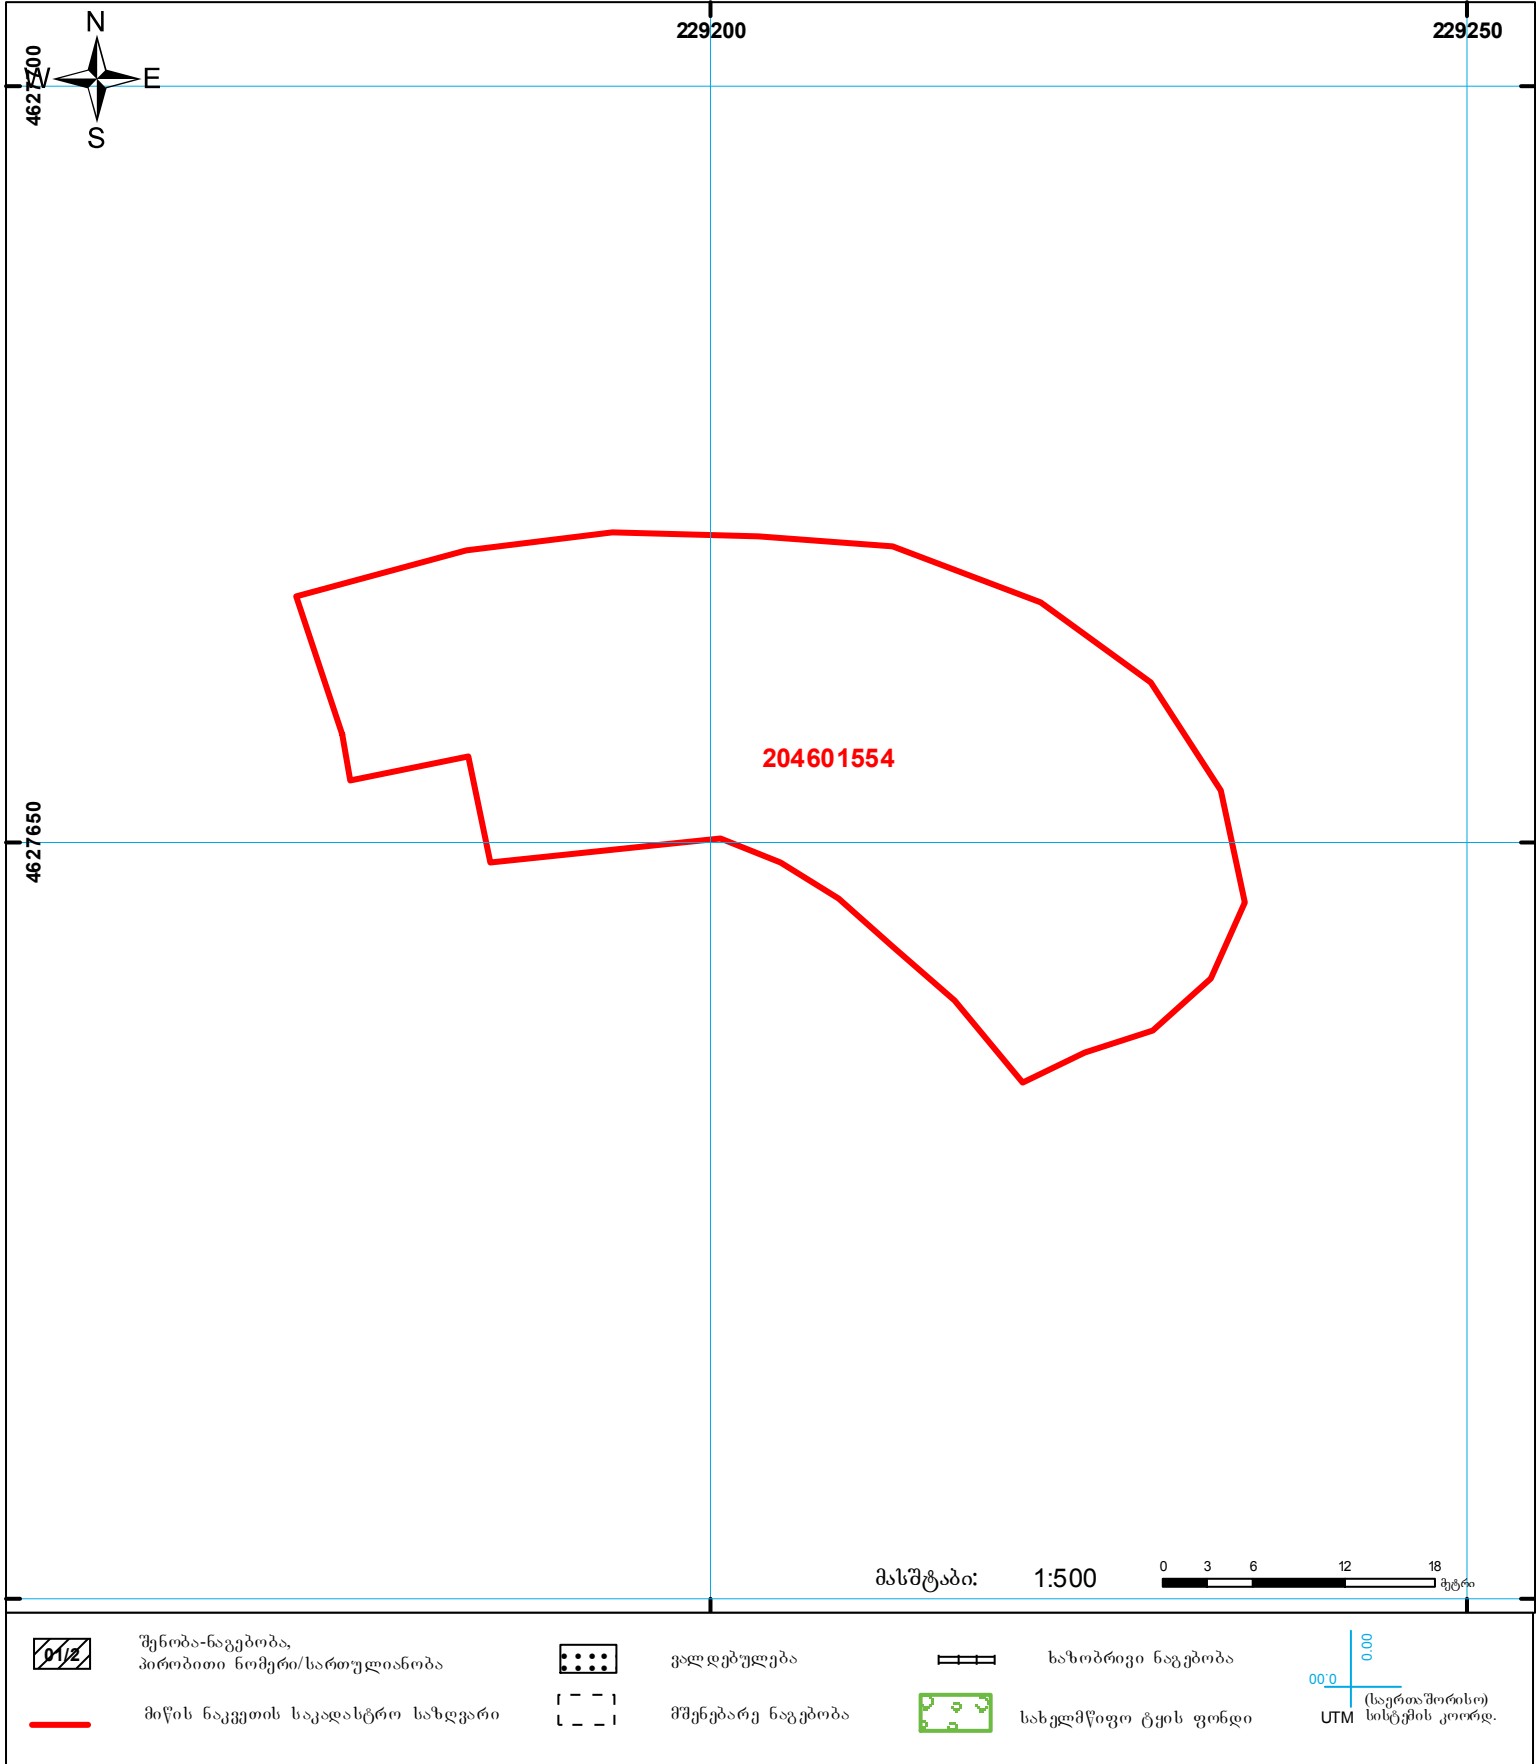 N
W E
S
229200
229250
4627700
4627650
204601554
მასშტაბი: 1:500
0 3 6 12 18
მეტრი
01/2
შენობა-ნაგებობა,
პირობითი ნომერი/სართულიანობა
ვალდებულება
ხაზობრივი ნაგებობა
00.0
0.00
მიწის ნაკვეთის საკადასტრო საზღვარი
მშენებარე ნაგებობა
სახელმწიფო ტყის ფონდი
UTM (საერთაშორისო)
სისტემის კოორდ.